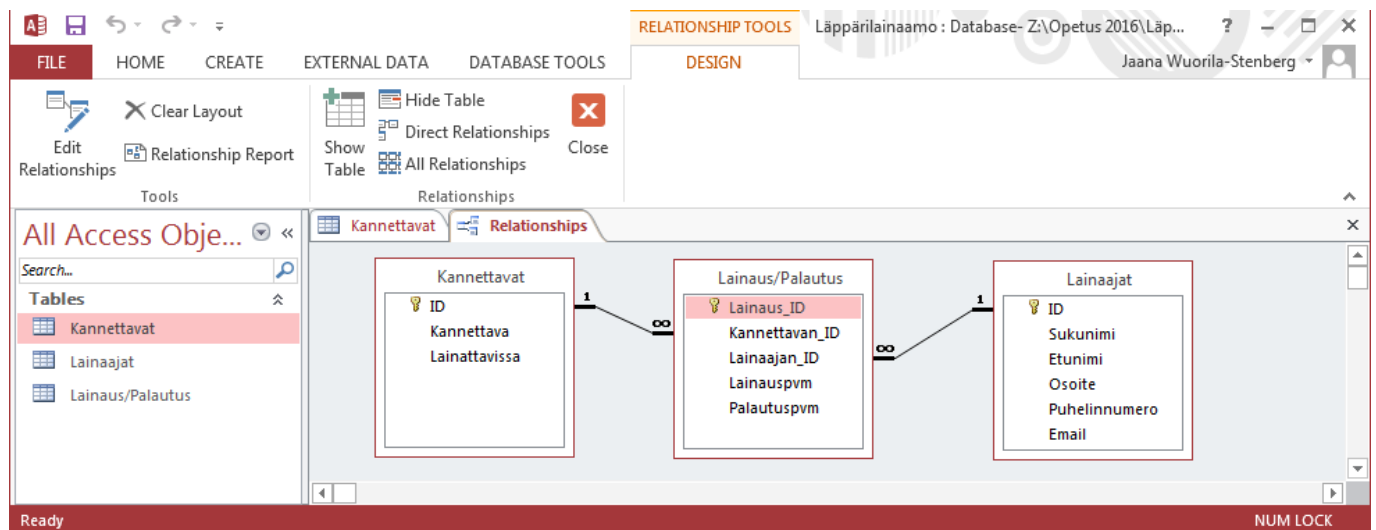 RELATIONSHIP TOOLS
Läppärilainaamo : Database- Z:\Opetus 2016\Läp...
?
FILE HOME CREATE EXTERNAL DATA DATABASE TOOLS DESIGN
Jaana Wuorila-Stenberg
Edit Relationships
Clear Layout
Relationship Report
Tools
Show Table
Hide Table
Direct Relationships
All Relationships
Close
Relationships
All Access Obje...
Search...
Tables
Kannettavat
Lainaajat
Lainaus/Palautus
Kannettavat
Relationships
Kannettavat
ID
Kannettava
Lainattavissa
1
∞
Lainaus/Palautus
Lainaus_ID
Kannettavan_ID
Lainaajan_ID
Lainauspvm
Palautuspvm
∞
1
Lainaajat
ID
Sukunimi
Etunimi
Osoite
Puhelinnumero
Email
Ready
NUM LOCK